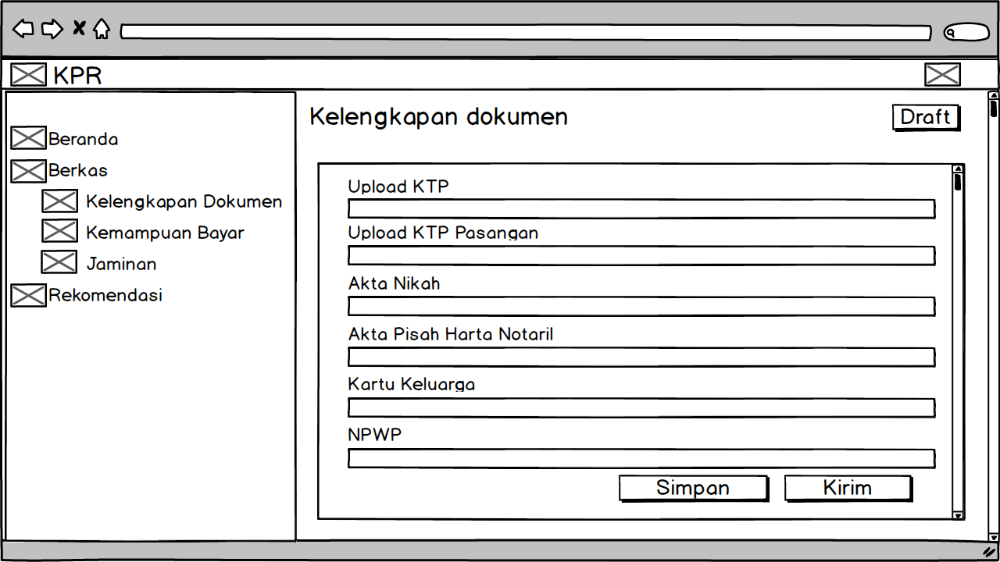 KPR
Beranda
Berkas
Kelengkapan Dokumen
Kemampuan Bayar
Jaminan
Rekomendasi
Kelengkapan dokumen
Draft
Upload KTP
Upload KTP Pasangan
Akta Nikah
Akta Pisah Harta Notaril
Kartu Keluarga
NPWP
Simpan
Kirim